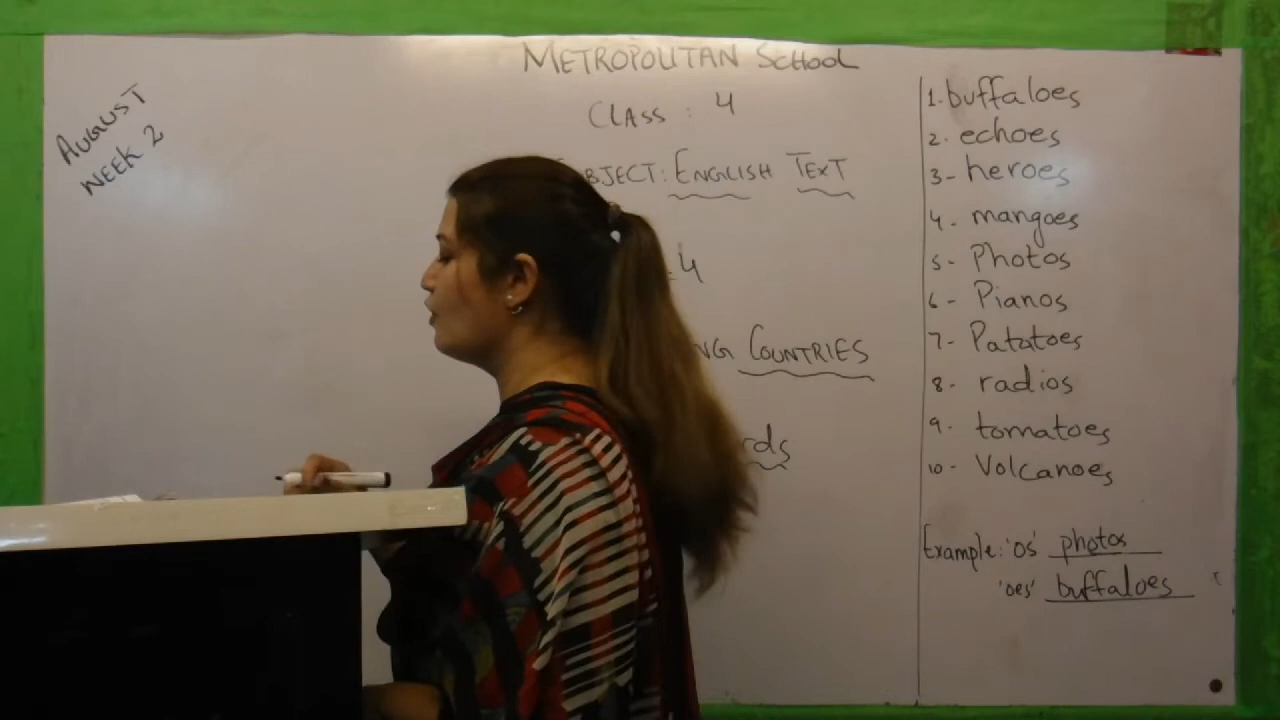 METROPOLITAN SCHOOL
AUGUST
WEEK 2
CLASS : 4
BJECT: ENGLISH TEXT
4
NG COUNTRIES
rds
1. buffaloes
2. echoes
3- heroes
4- mangoes
5- Photos
6- Pianos
7- Patatoes
8- radios
9- tomatoes
10- Volcanoes
Example: 'os' photos
'oes' buffaloes